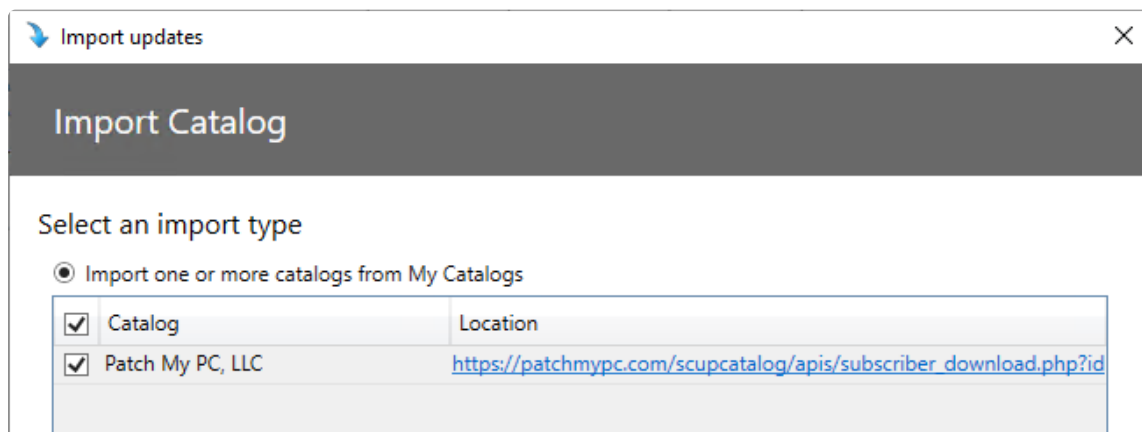 Import updates
Import Catalog
Select an import type
Import one or more catalogs from My Catalogs
Catalog Location
Patch My PC, LLC https://patchmypc.com/scupcatalog/apis/subscriber_download.php?id